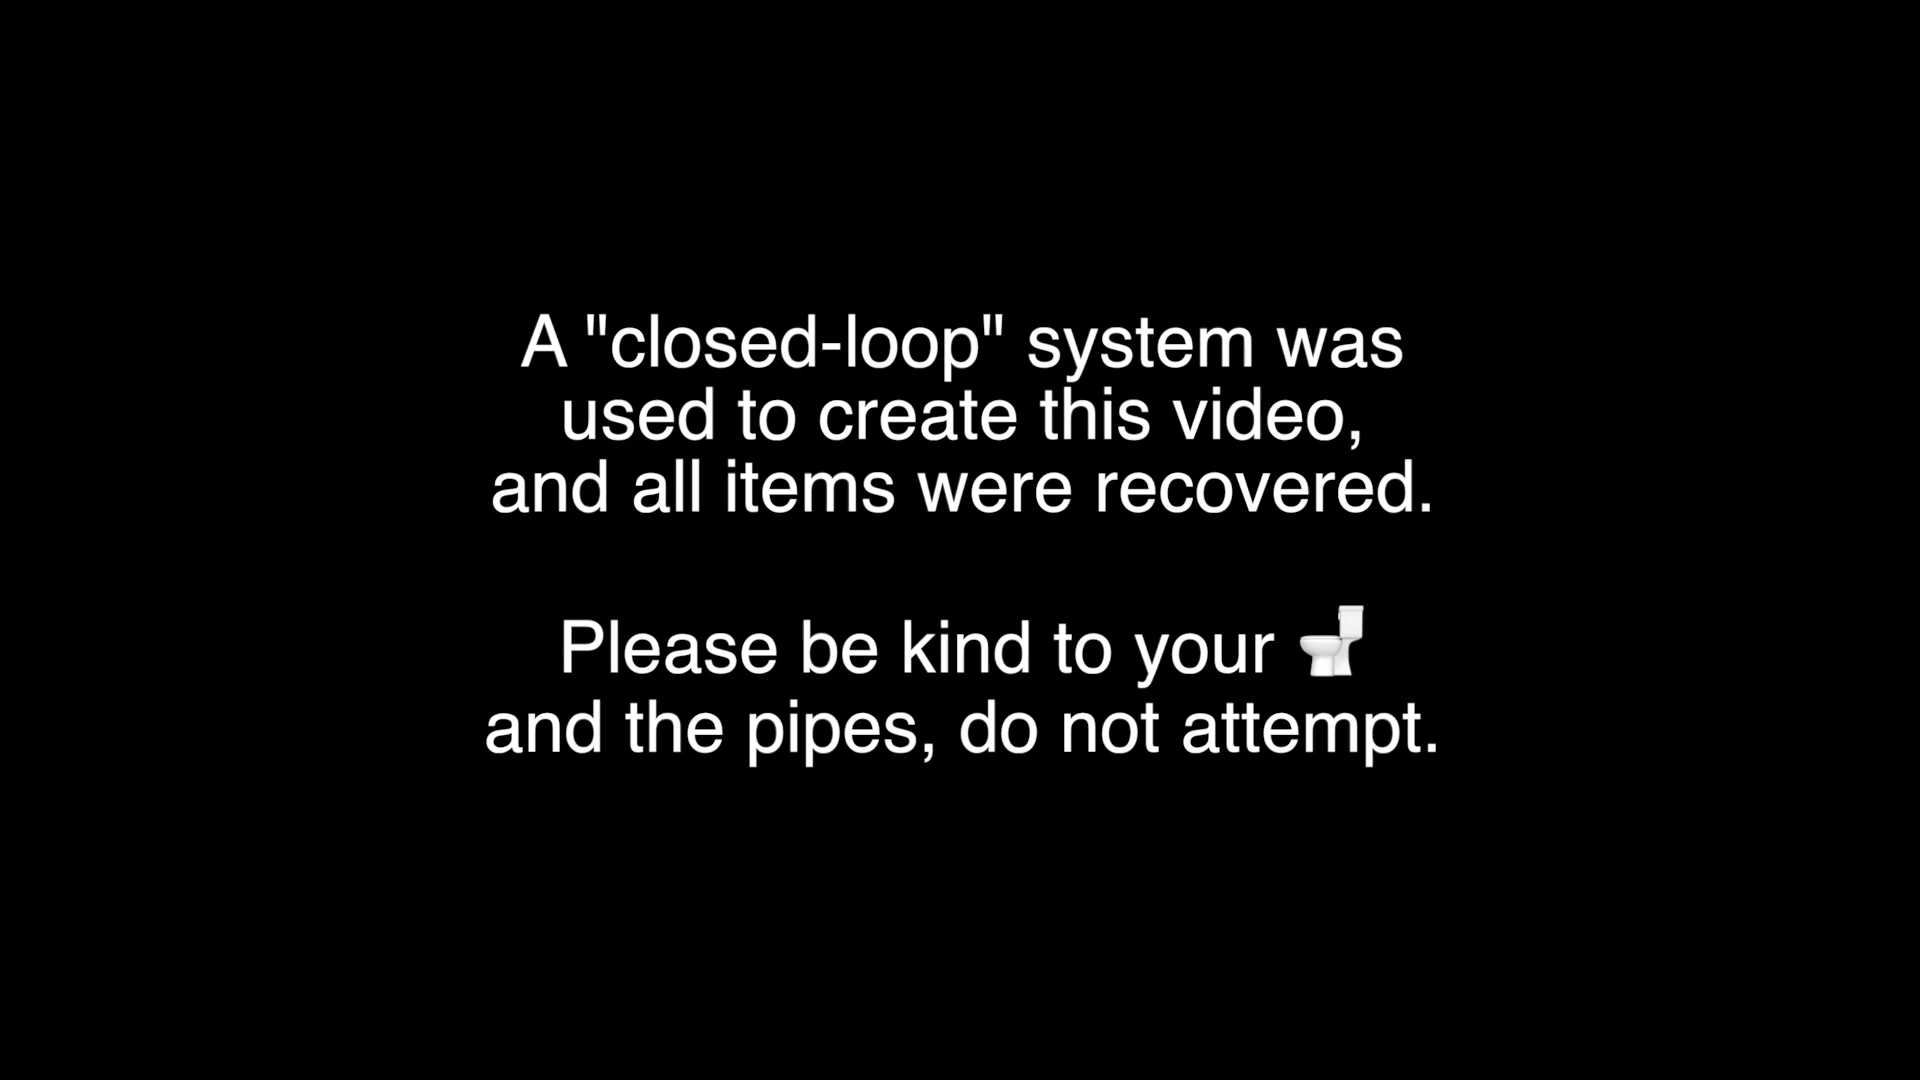 A "closed-loop" system was
used to create this video,
and all items were recovered.
Please be kind to your 🚽
and the pipes, do not attempt.